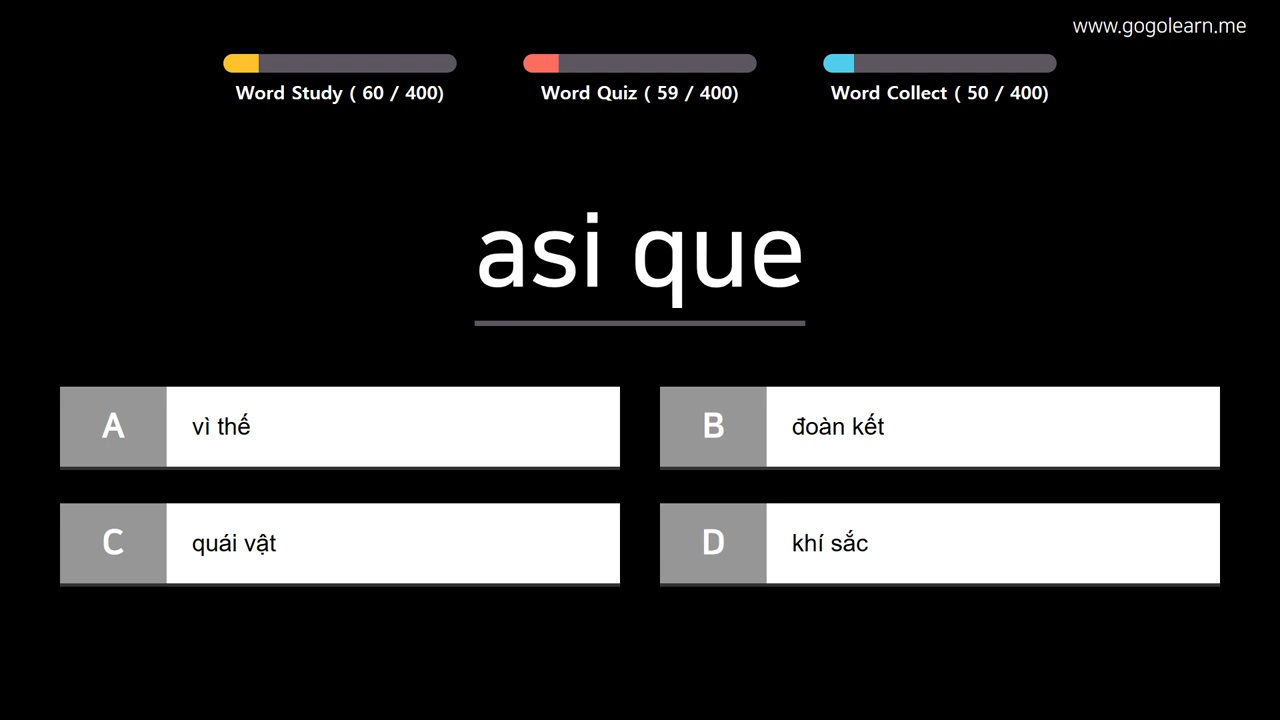 www.gogolearn.me
Word Study ( 60 / 400)
Word Quiz ( 59 / 400)
Word Collect ( 50 / 400)
asi que
A
vì thế
B
đoàn kết
C
quái vật
D
khí sắc